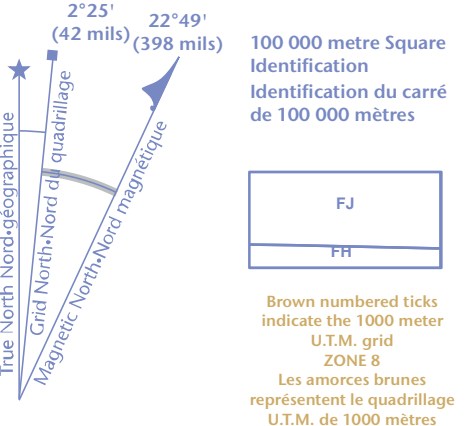 2°25'
(42 mils)
22°49'
(398 mils)
True North Nord•géographique
Grid North•Nord du quadrillage
Magnetic North•Nord magnétique
100 000 metre Square
Identification
Identification du carré
de 100 000 mètres
FJ
FH
Brown numbered ticks
indicate the 1000 meter
U.T.M. grid
ZONE 8
Les amorces brunes
représentent le quadrillage
U.T.M. de 1000 mètres